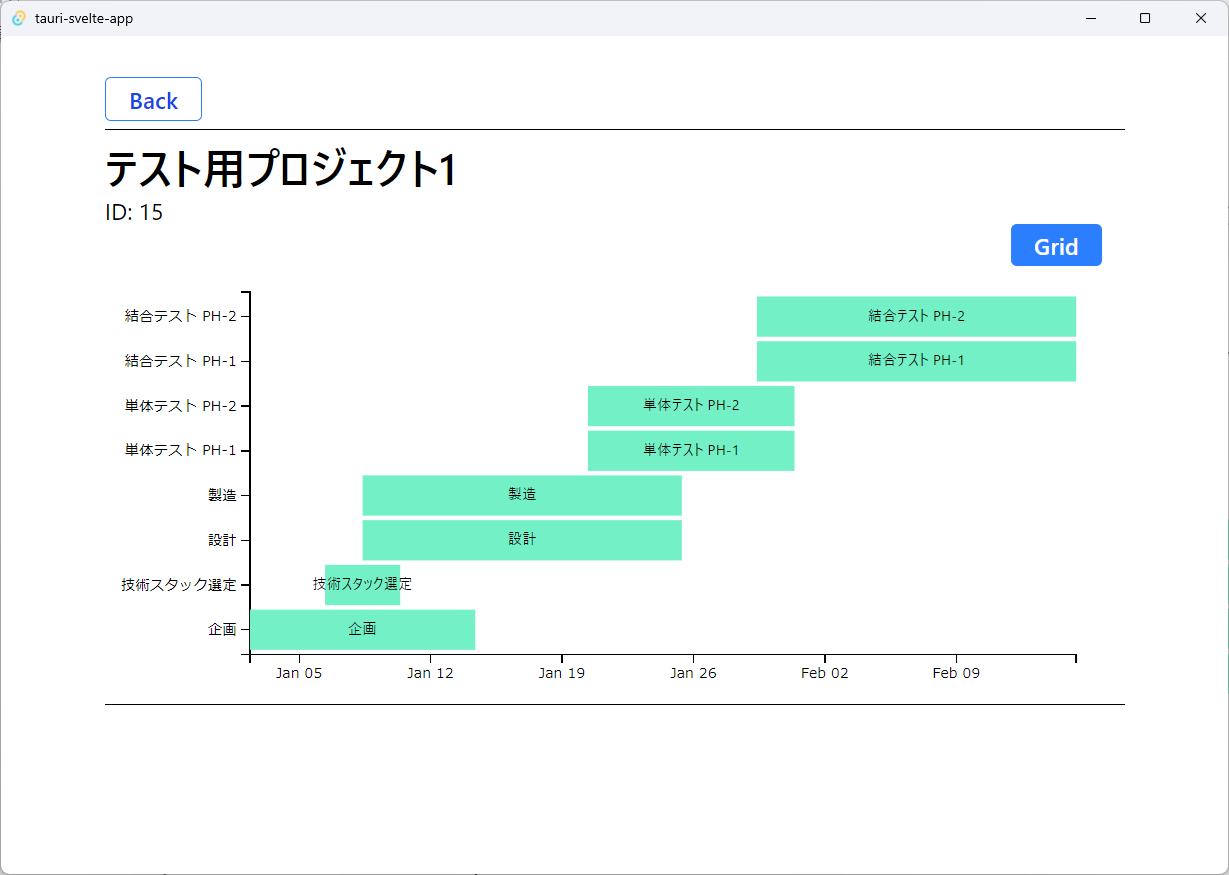 tauri-svelte-app
Back
テスト用プロジェクト1
ID: 15
Grid
結合テスト PH-2
結合テスト PH-2
結合テスト PH-1
結合テスト PH-1
単体テスト PH-2
単体テスト PH-2
単体テスト PH-1
単体テスト PH-1
製造
製造
設計
設計
技術スタック選定
技術スタック選定
企画
企画
Jan 05 Jan 12 Jan 19 Jan 26 Feb 02 Feb 09